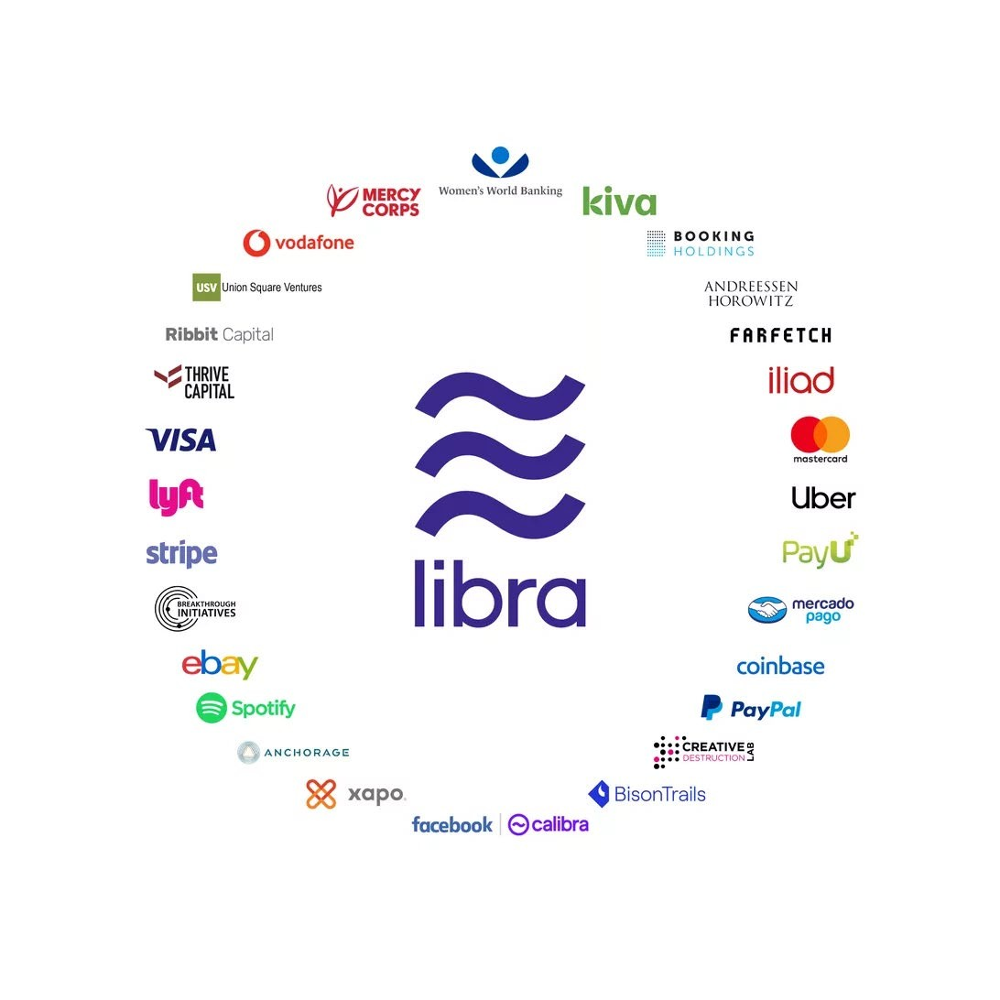 Women's World Banking
MERCY
CORPS
kiva
vodafone
BOOKING
HOLDINGS
USV Union Square Ventures
ANDREESSEN
HOROWITZ
Ribbit Capital
FARFETCH
THRIVE
CAPITAL
iliad
VISA
mastercard
lyft
Uber
stripe
PayU
libra
BREAKTHROUGH
INITIATIVES
mercado
pago
ebay
coinbase
Spotify
PayPal
ANCHORAGE
CREATIVE
DESTRUCTION LAB
xapo
BisonTrails
facebook | calibra